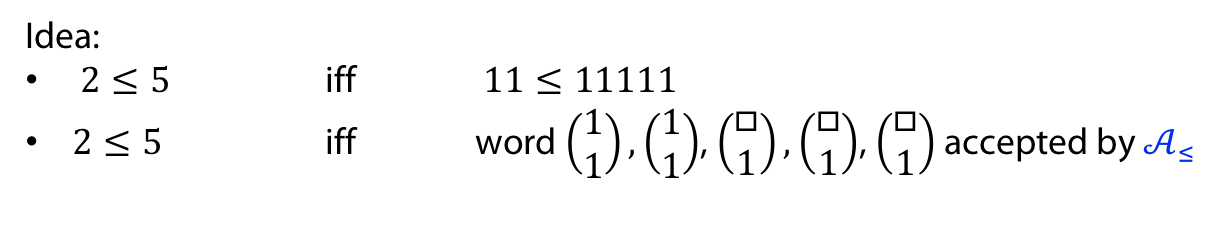 Idea:
• 2 ≤ 5 iff 11 ≤ 11111
• 2 ≤ 5 iff word (1 1), (1 1), (□ 1), (□ 1), (□ 1) accepted by 𝒜≤